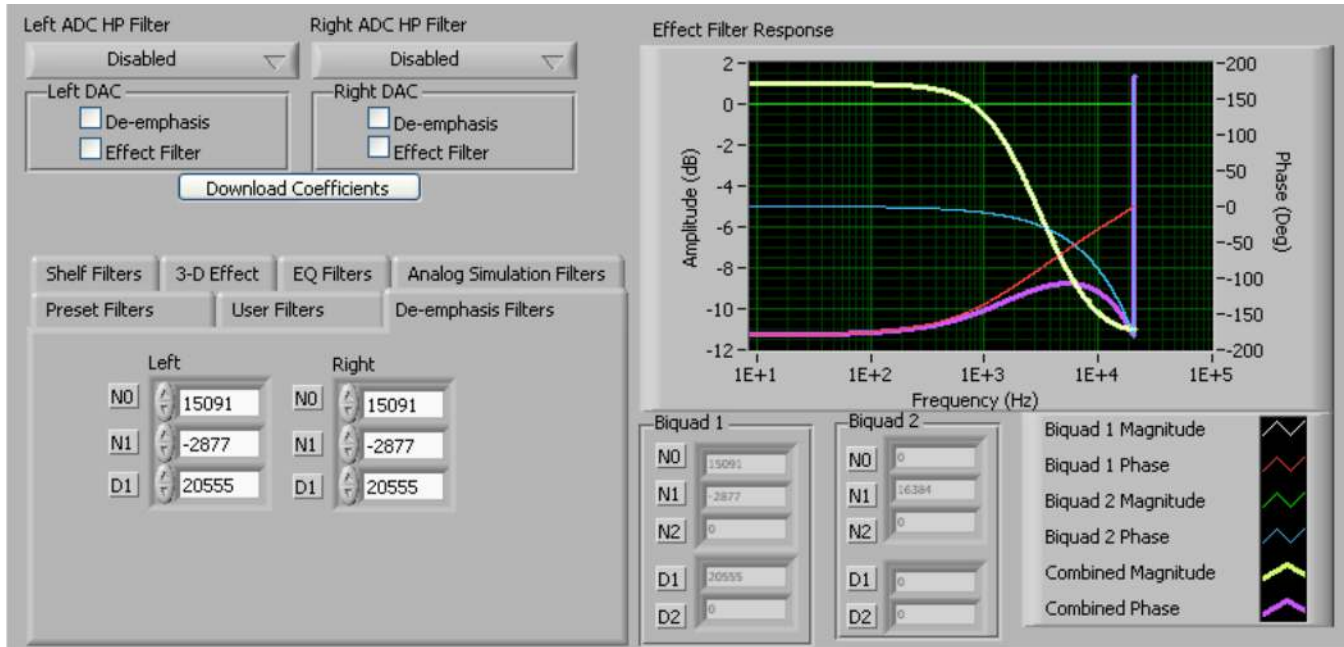 Left ADC HP Filter
Right ADC HP Filter
Disabled
Disabled
Left DAC
De-emphasis
Effect Filter
Right DAC
De-emphasis
Effect Filter
Download Coefficients
Shelf Filters
3-D Effect
EQ Filters
Analog Simulation Filters
Preset Filters
User Filters
De-emphasis Filters
Left
N0 15091
N1 -2877
D1 20555
Right
N0 15091
N1 -2877
D1 20555
Effect Filter Response
Amplitude (dB)
2
0
-2
-4
-6
-8
-10
-12
1E+1 1E+2 1E+3 1E+4 1E+5
Frequency (Hz)
-200
-150
-100
-50
-0
--50
--100
--150
--200
Phase (Deg)
Biquad 1
N0 15091
N1 -2877
N2 0
D1 20555
D2 0
Biquad 2
N0 0
N1 16384
N2 0
D1 0
D2 0
Biquad 1 Magnitude
Biquad 1 Phase
Biquad 2 Magnitude
Biquad 2 Phase
Combined Magnitude
Combined Phase